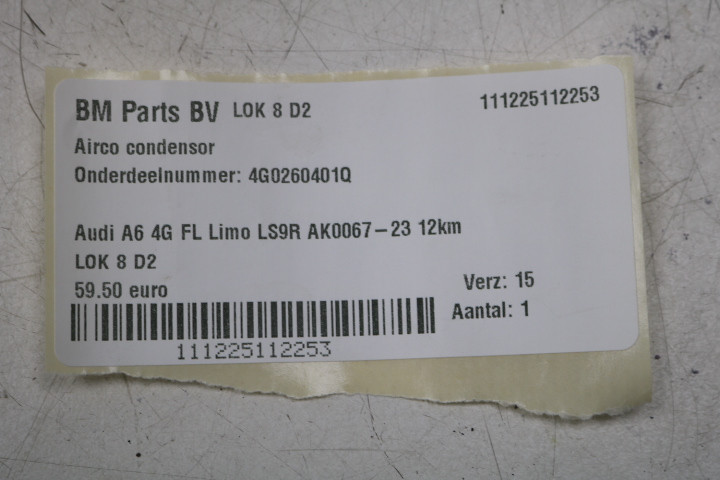 BM Parts BV LOK 8 D2 111225112253
Airco condensor
Onderdeelnummer: 4G0260401Q
Audi A6 4G FL Limo LS9R AK0067-23 12km
LOK 8 D2
59.50 euro Verz: 15
Aantal: 1
111225112253